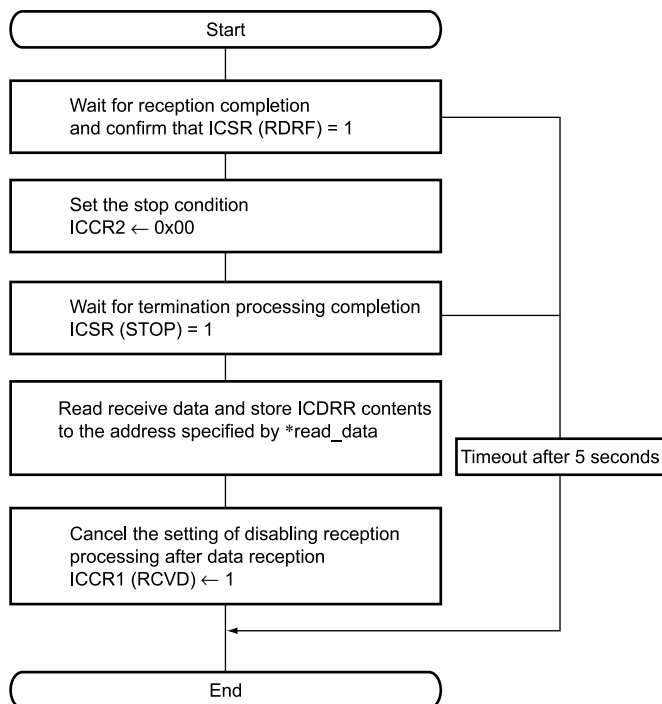 Start
Wait for reception completion
and confirm that ICSR (RDRF) = 1
Set the stop condition
ICCR2 ← 0x00
Wait for termination processing completion
ICSR (STOP) = 1
Read receive data and store ICDRR contents
to the address specified by *read_data
Timeout after 5 seconds
Cancel the setting of disabling reception
processing after data reception
ICCR1 (RCVD) ← 1
End